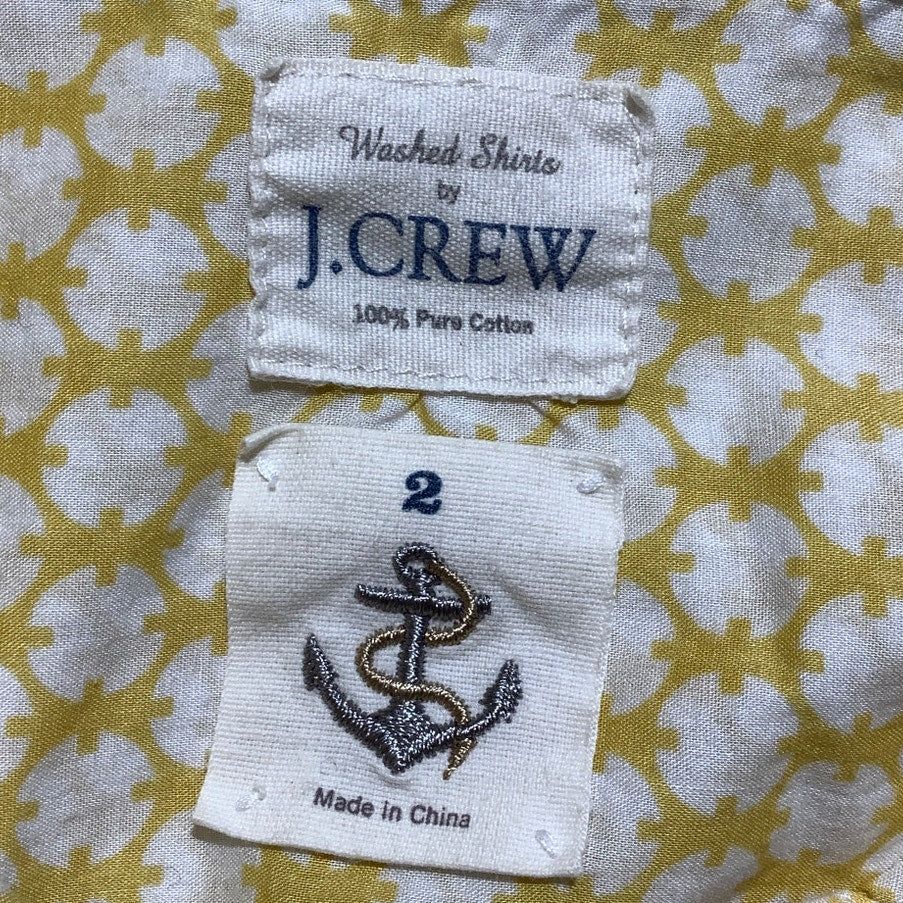 Washed Shirts
by
J.CREW
100% Pure Cotton
2
Made in China